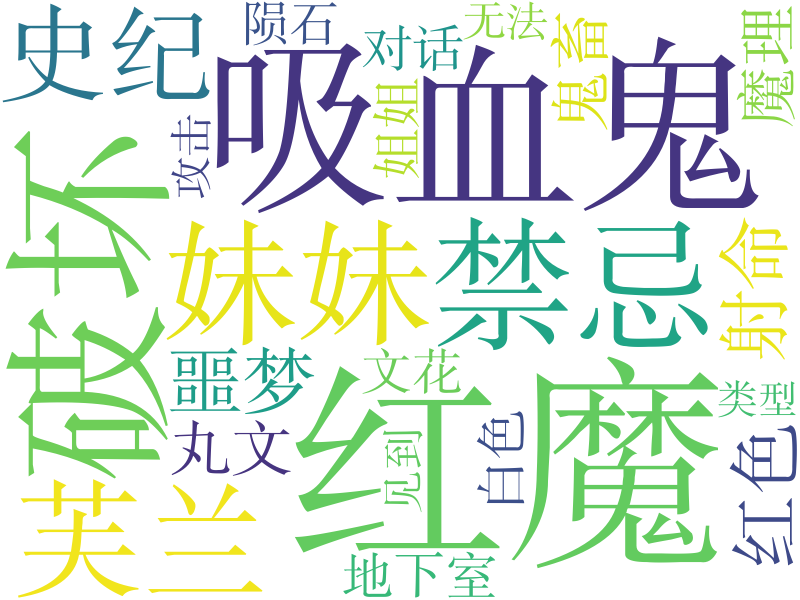 史纪
陨石
对话
无法
鬼畜
魔理
吸血鬼
姐姐
攻击
破坏
妹妹
禁忌
射命
噩梦
文花
类型
丸文
红魔
见到
白色
红色
芙兰
地下室